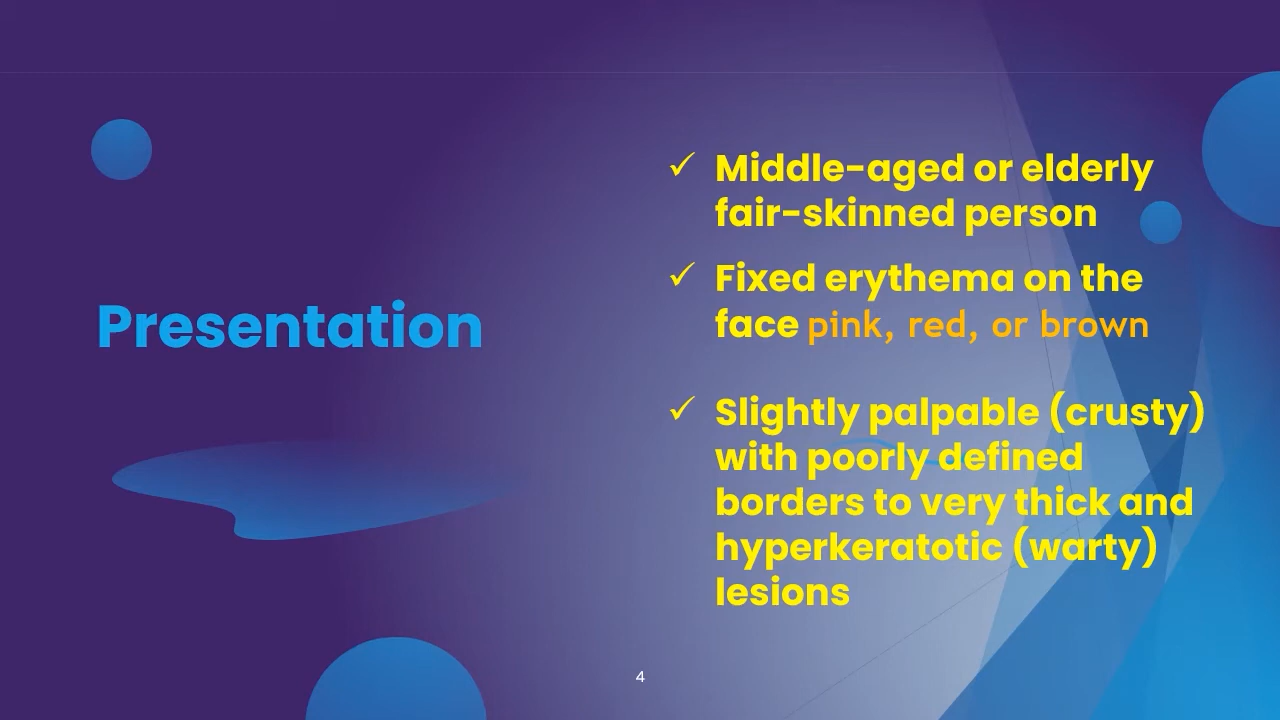 Presentation
✓ Middle-aged or elderly
fair-skinned person
✓ Fixed erythema on the
face pink, red, or brown
✓ Slightly palpable (crusty)
with poorly defined
borders to very thick and
hyperkeratotic (warty)
lesions
4